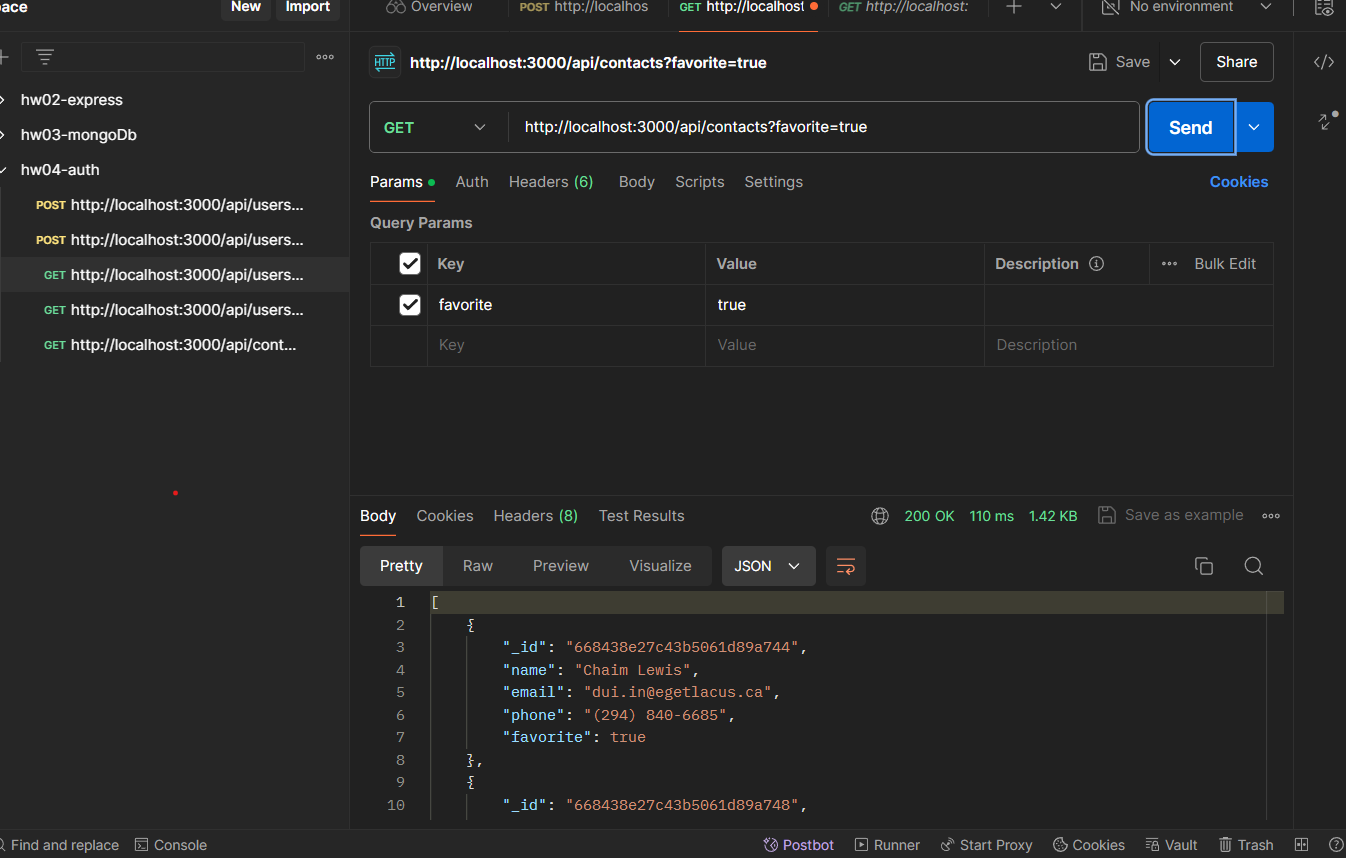 pace
New
Import
Overview
POST http://localhos
GET http://localhost
GET http://localhost:
No environment
HTTP http://localhost:3000/api/contacts?favorite=true
Save
Share
hw02-express
hw03-mongoDb
hw04-auth
POST http://localhost:3000/api/users...
POST http://localhost:3000/api/users...
GET http://localhost:3000/api/users...
GET http://localhost:3000/api/users...
GET http://localhost:3000/api/cont...
GET http://localhost:3000/api/contacts?favorite=true
Send
Params Auth Headers (6) Body Scripts Settings
Cookies
Query Params
Key Value Description Bulk Edit
favorite true
Key Value Description
Body Cookies Headers (8) Test Results
200 OK 110 ms 1.42 KB Save as example
Pretty Raw Preview Visualize JSON
1 [
2 {
3 "_id": "668438e27c43b5061d89a744",
4 "name": "Chaim Lewis",
5 "email": "dui.in@egetlacus.ca",
6 "phone": "(294) 840-6685",
7 "favorite": true
8 },
9 {
10 "_id": "668438e27c43b5061d89a748",
Find and replace Console Postbot Runner Start Proxy Cookies Vault Trash